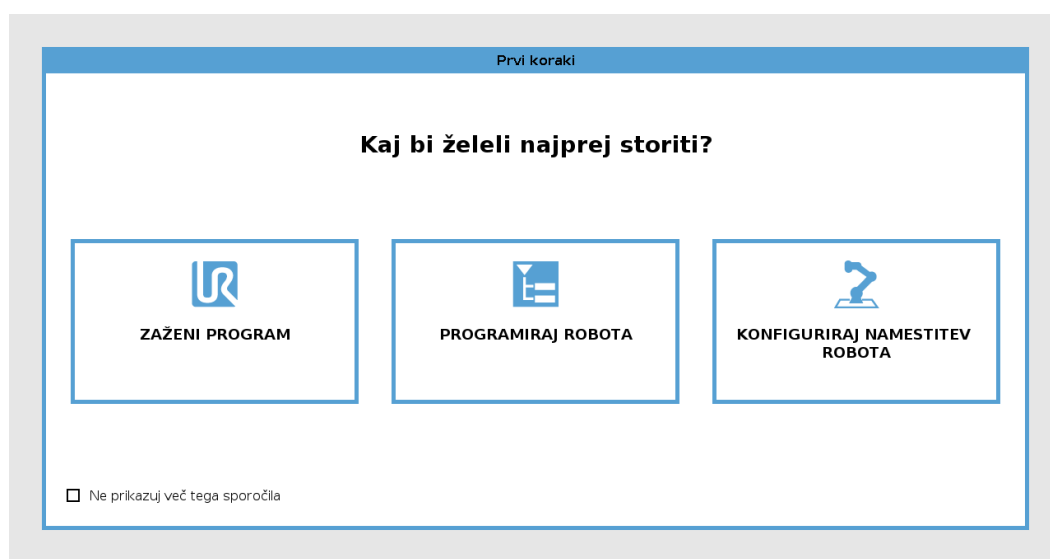 Prvi koraki
Kaj bi želeli najprej storiti?
ZAŽENI PROGRAM
PROGRAMIRAJ ROBOTA
KONFIGURIRAJ NAMESTITEV
ROBOTA
Ne prikazuj več tega sporočila